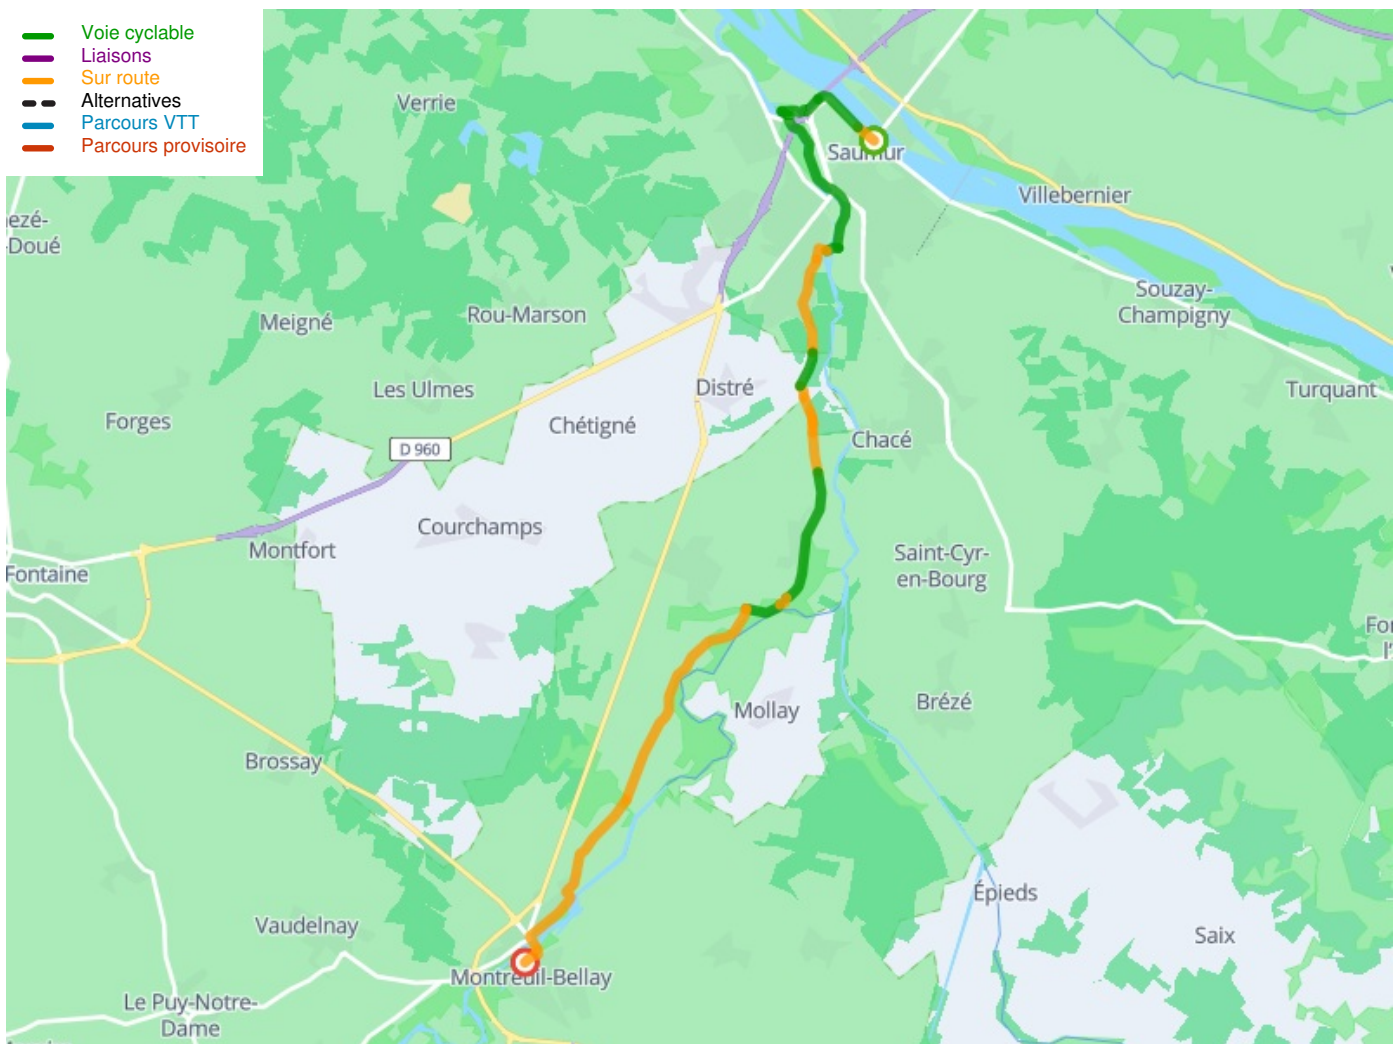 Voie cyclable
Liaisons
Sur route
Alternatives
Parcours VTT
Parcours provisoire
Verrie
Saumur
Villebernier
ezé-
-Doué
Souzay-
Champigny
Meigné
Rou-Marson
Les Ulmes
Distré
Turquant
Forges
Chétigné
Chacé
D 960
Courchamps
Montfort
Saint-Cyr-
en-Bourg
Fontaine
For
l'
Mollay
Brézé
Brossay
Épieds
Vaudelnay
Saix
Montreuil-Bellay
Le Puy-Notre-
Dame